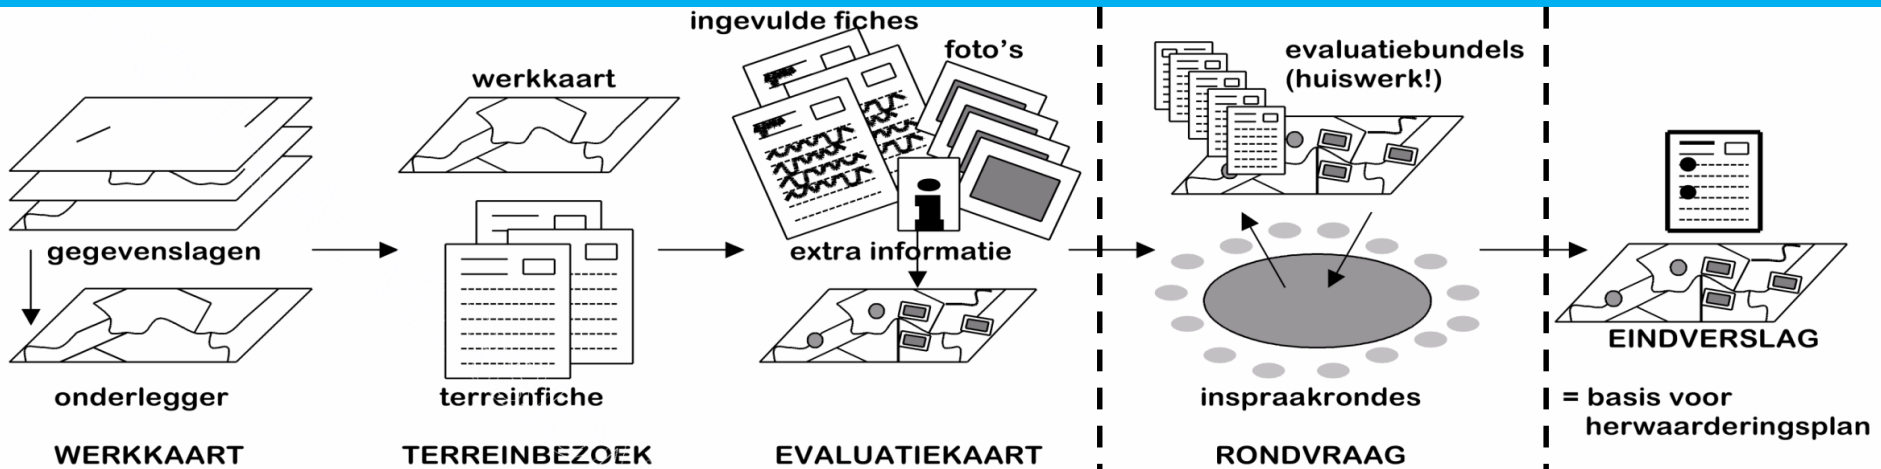 gegevenslagen
onderlegger
WERKKAART
werkkaart
terreinfiche
TERREINBEZOEK
ingevulde fiches
foto's
extra informatie
EVALUATIEKAART
evaluatiebundels
(huiswerk!)
inspraakrondes
RONDVRAAG
EINDVERSLAG
= basis voor
herwaarderingsplan